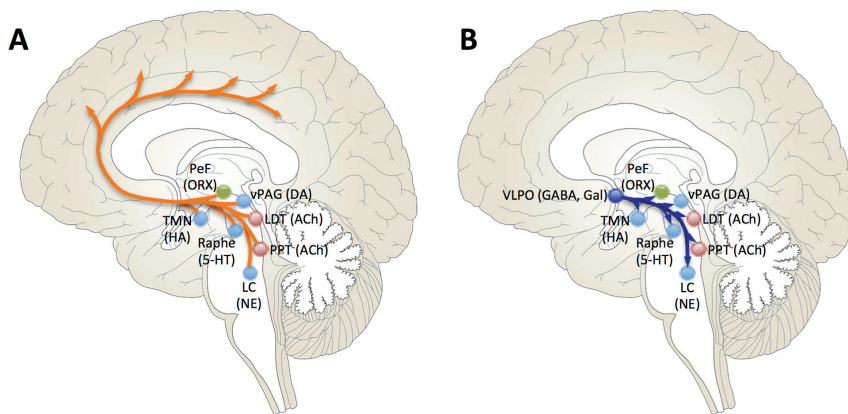 A
PeF
(ORX)
vPAG (DA)
LDT (ACh)
TMN
(HA)
Raphe
(5-HT)
PPT (ACh)
LC
(NE)
B
PeF
(ORX)
VLPO (GABA, Gal)
vPAG (DA)
LDT (ACh)
TMN
(HA)
Raphe
(5-HT)
PPT (ACh)
LC
(NE)